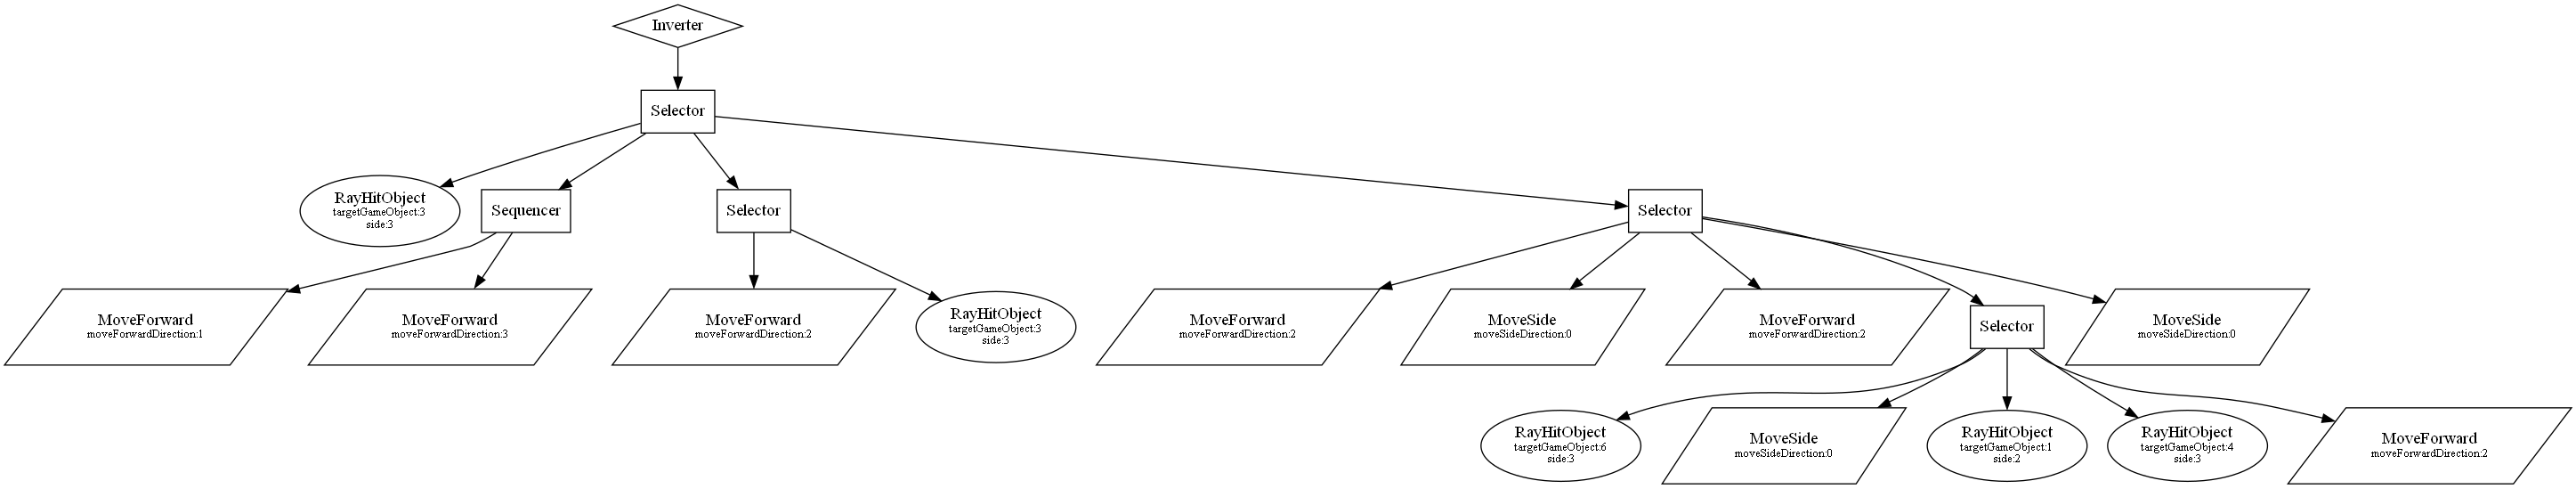 Inverter
Selector
RayHitObject
targetGameObject:3
side:3
Sequencer
Selector
Selector
MoveForward
moveForwardDirection:1
MoveForward
moveForwardDirection:3
MoveForward
moveForwardDirection:2
RayHitObject
targetGameObject:3
side:3
MoveForward
moveForwardDirection:2
MoveSide
moveSideDirection:0
MoveForward
moveForwardDirection:2
Selector
MoveSide
moveSideDirection:0
RayHitObject
targetGameObject:6
side:3
MoveSide
moveSideDirection:0
RayHitObject
targetGameObject:1
side:2
RayHitObject
targetGameObject:4
side:3
MoveForward
moveForwardDirection:2